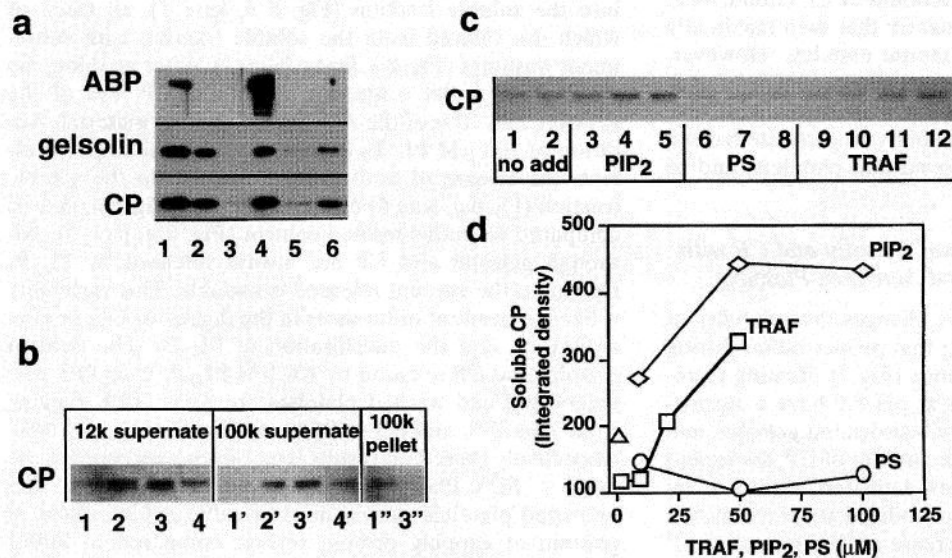 a
ABP
gelsolin
CP
1 2 3 4 5 6
b
12k supernate 100k supernate 100k pellet
CP
1 2 3 4 1' 2' 3' 4' 1" 3"
c
CP
1 2 3 4 5 6 7 8 9 10 11 12
no add PIP2 PS TRAF
d
500
400
300
200
100
Soluble CP
(Integrated density)
PIP2
TRAF
PS
0 25 50 75 100 125
TRAF, PIP2, PS (μM)